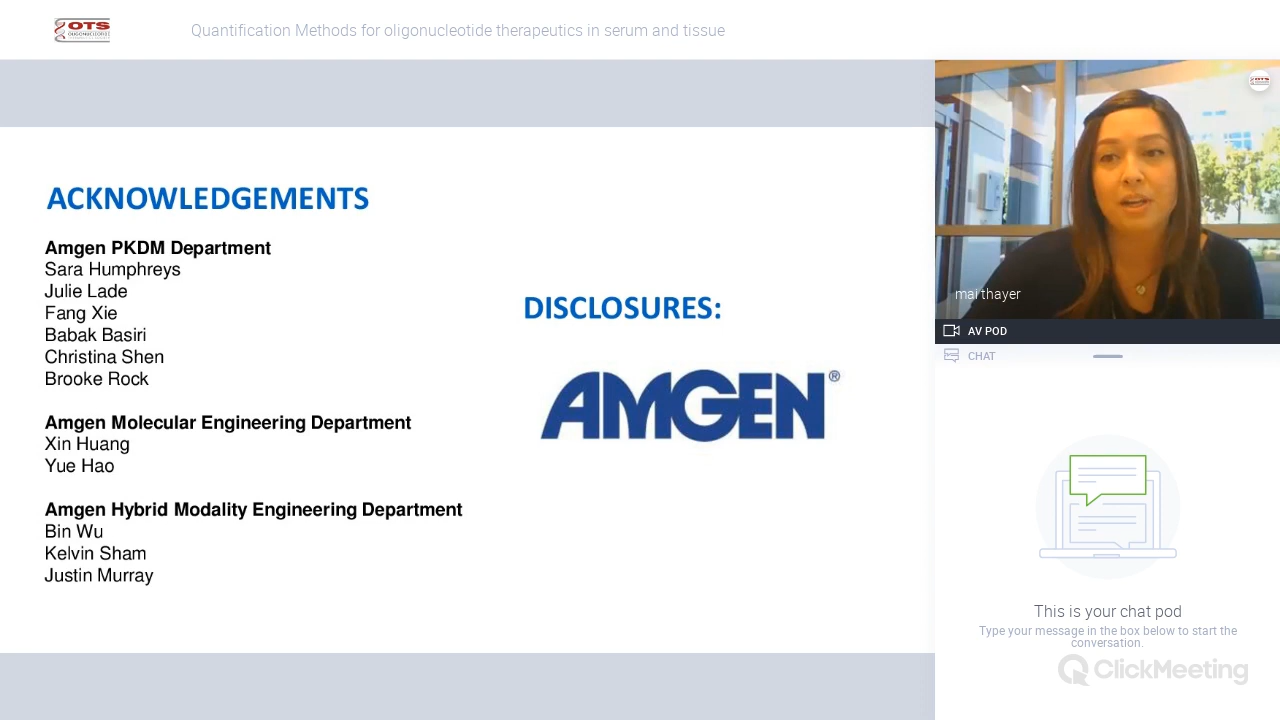 OTS
OLIGONUCLEOTIDE
Quantification Methods for oligonucleotide therapeutics in serum and tissue
ACKNOWLEDGEMENTS
Amgen PKDM Department
Sara Humphreys
Julie Lade
Fang Xie
Babak Basiri
Christina Shen
Brooke Rock
Amgen Molecular Engineering Department
Xin Huang
Yue Hao
Amgen Hybrid Modality Engineering Department
Bin Wu
Kelvin Sham
Justin Murray
DISCLOSURES:
AMGEN®
OTS
mai thayer
AV POD
CHAT
This is your chat pod
Type your message in the box below to start the
conversation.
ClickMeeting